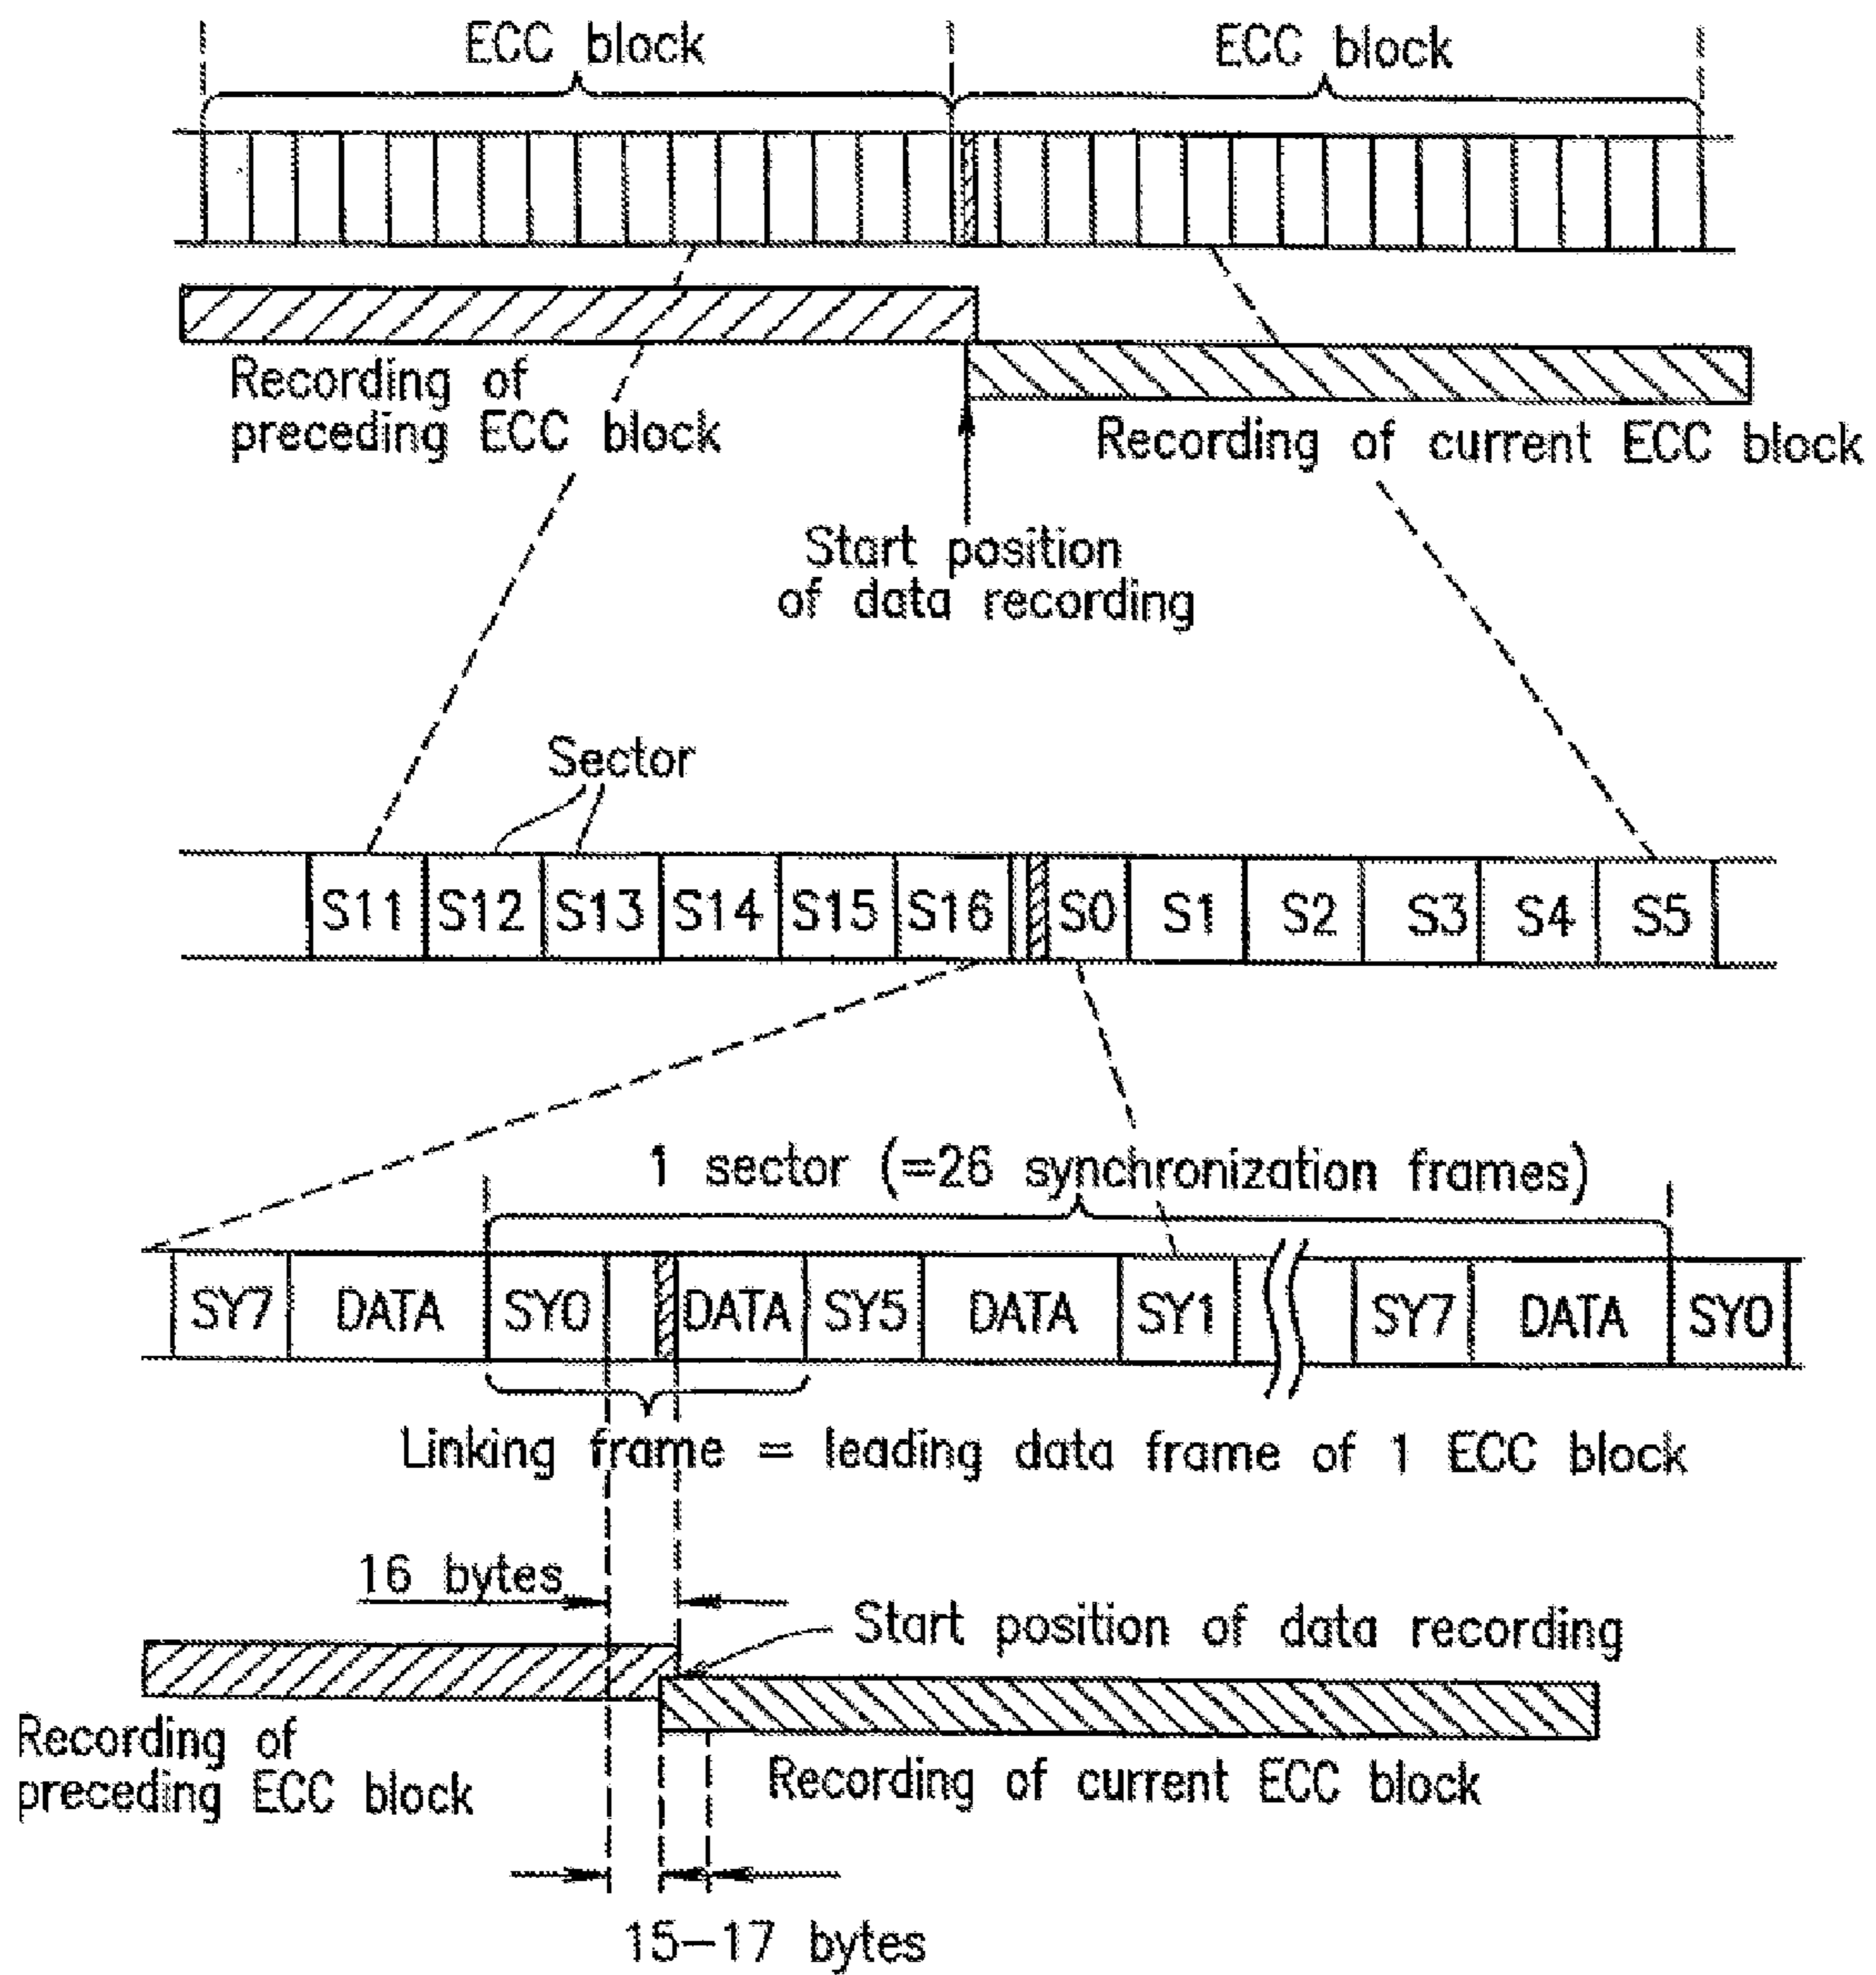 ECC block
ECC block
Recording of
preceding ECC block
Recording of current ECC block
Start position
of data recording
Sector
S11 S12 S13 S14 S15 S16 S0 S1 S2 S3 S4 S5
1 sector (=26 synchronization frames)
SY7 DATA SY0 DATA SY5 DATA SY1 SY7 DATA SY0
Linking frame = leading data frame of 1 ECC block
16 bytes
Start position of data recording
Recording of
preceding ECC block
Recording of current ECC block
15-17 bytes